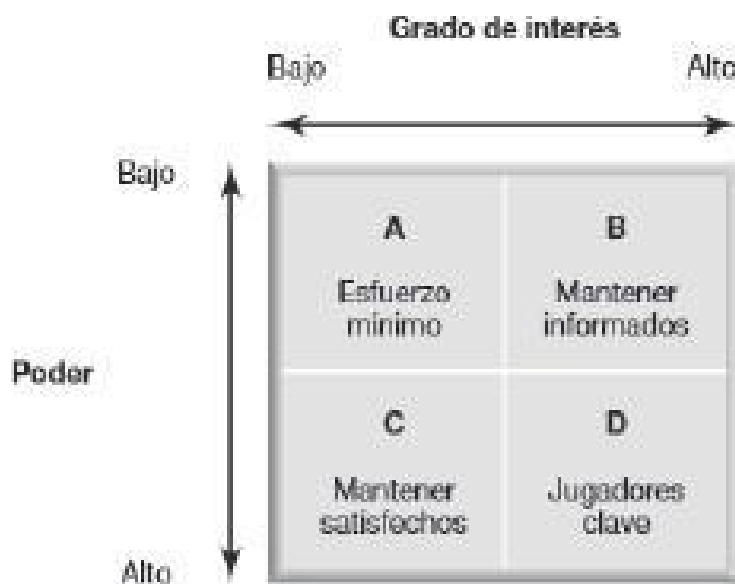 Grado de interés
Bajo Alto
Bajo
A B
Esfuerzo Mantener
mínimo informados
Poder
C D
Mantener Jugadores
satisfechos clave
Alto